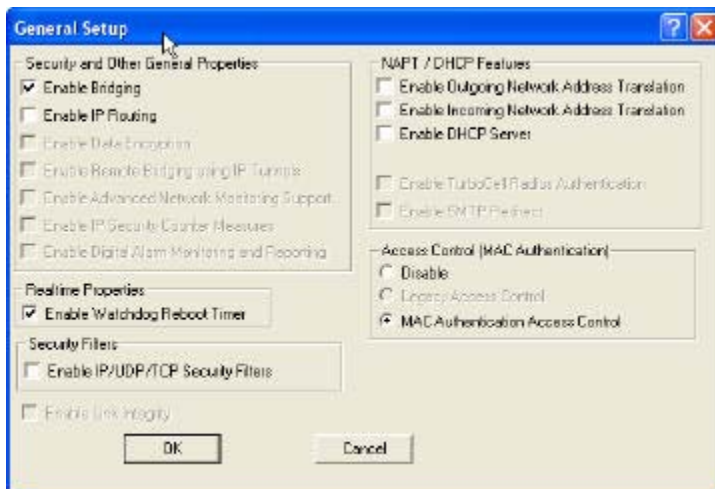 General Setup
Security and Other General Properties
Enable Bridging
Enable IP Routing
Enable Data Encryption
Enable Remote Bridging using IP Tunnels
Enable Advanced Network Monitoring Support
Enable IP Security Counter Measures
Enable Digital Alarm Monitoring and Reporting
Realtime Properties
Enable Watchdog Reboot Timer
Security Filters
Enable IP/UDP/TCP Security Filters
Enable Link Integrity
NAPT / DHCP Features
Enable Outgoing Network Address Translation
Enable Incoming Network Address Translation
Enable DHCP Server
Enable TurboCell Radius Authentication
Enable SMTP Redirect
Access Control (MAC Authentication)
Disable
Legacy Access Control
MAC Authentication Access Control
OK
Cancel